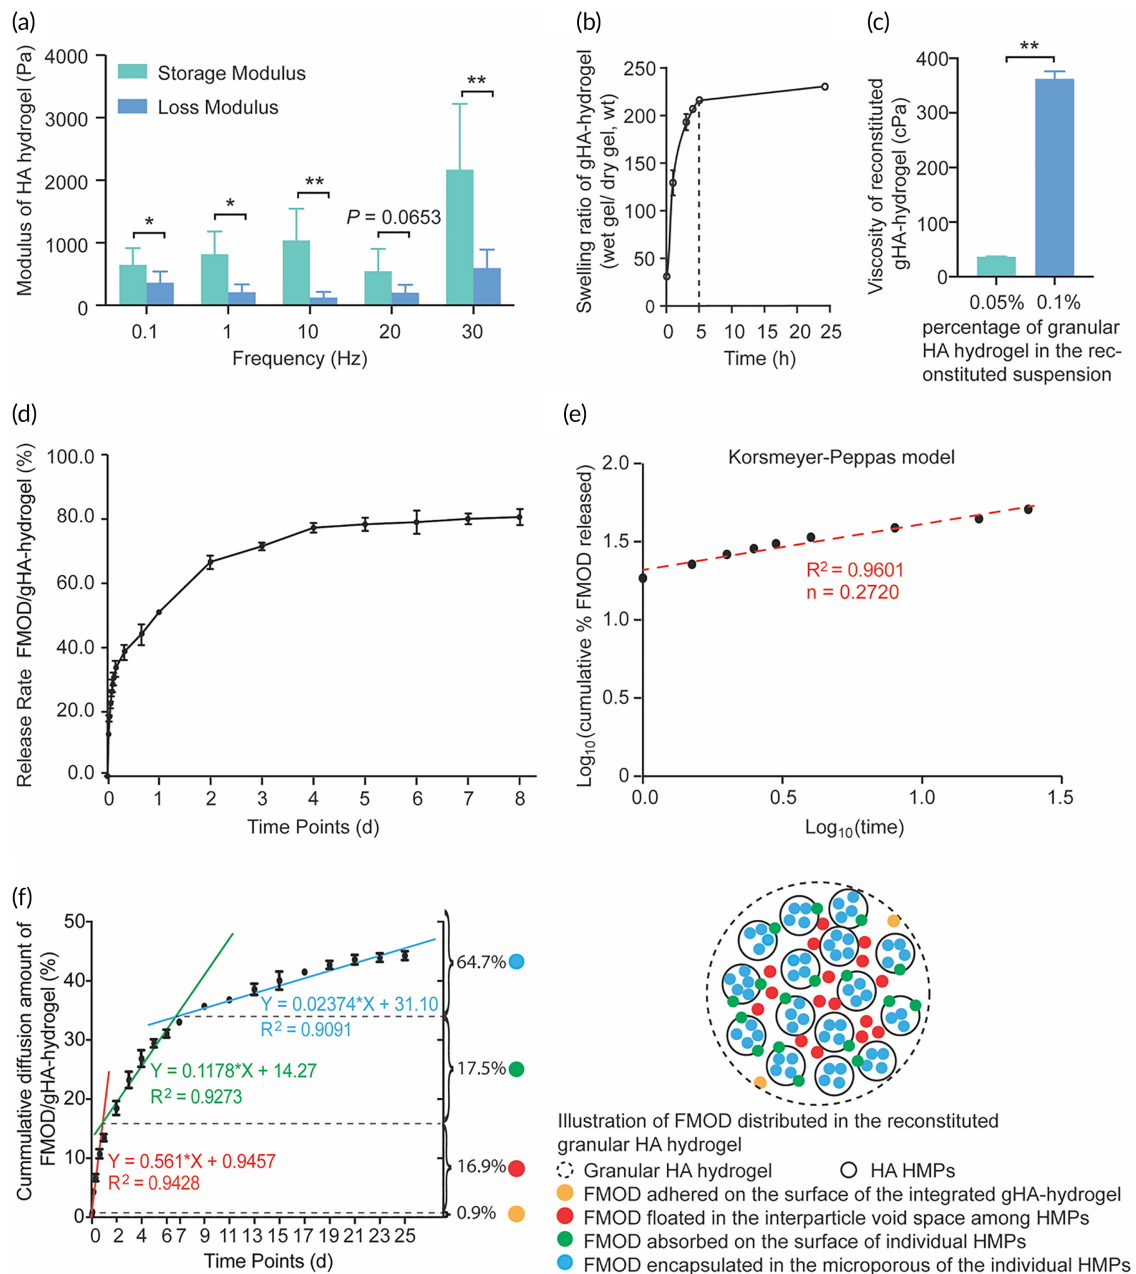 (a)
Modulus of HA hydrogel (Pa)
4000
3000
2000
1000
0
Storage Modulus
Loss Modulus
*
*
**
P = 0.0653
**
0.1
1
10
20
30
Frequency (Hz)
(b)
Swelling ratio of gHA-hydrogel
(wet gel/ dry gel, wt)
250
200
150
100
50
0
0
5
10
15
20
25
Time (h)
(c)
Viscosity of reconstituted
gHA-hydrogel (cPa)
400
300
200
100
0
**
0.05%
0.1%
percentage of granular
HA hydrogel in the rec-
onstituted suspension
(d)
Release Rate FMOD/gHA-hydrogel (%)
100.0
80.0
60.0
40.0
20.0
0.0
0
1
2
3
4
5
6
7
8
Time Points (d)
(e)
Korsmeyer-Peppas model
Log10(cumulative % FMOD released)
2.0
1.5
1.0
0.5
0
R2 = 0.9601
n = 0.2720
0.0
0.5
1.0
1.5
Log10(time)
(f)
Cummulative diffusion amount of
FMOD/gHA-hydrogel (%)
50
40
30
20
10
0
Y = 0.02374*X + 31.10
R2 = 0.9091
Y = 0.1178*X + 14.27
R2 = 0.9273
Y = 0.561*X + 0.9457
R2 = 0.9428
64.7%
17.5%
16.9%
0.9%
0
2
4
6
7
9
11
13
15
17
19
21
23
25
Time Points (d)
Illustration of FMOD distributed in the reconstituted
granular HA hydrogel
Granular HA hydrogel
HA HMPs
FMOD adhered on the surface of the integrated gHA-hydrogel
FMOD floated in the interparticle void space among HMPs
FMOD absorbed on the surface of individual HMPs
FMOD encapsulated in the microporous of the individual HMPs